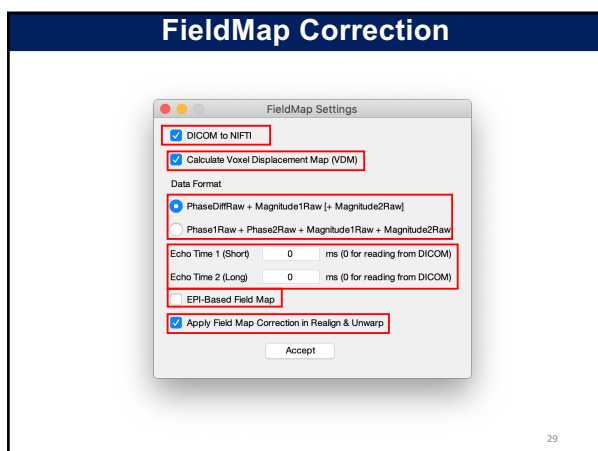 FieldMap Correction
FieldMap Settings
DICOM to NIFTI
Calculate Voxel Displacement Map (VDM)
Data Format
PhaseDiffRaw + Magnitude1Raw [+ Magnitude2Raw]
Phase1Raw + Phase2Raw + Magnitude1Raw + Magnitude2Raw
Echo Time 1 (Short) 0 ms (0 for reading from DICOM)
Echo Time 2 (Long) 0 ms (0 for reading from DICOM)
EPI-Based Field Map
Apply Field Map Correction in Realign & Unwarp
Accept
29